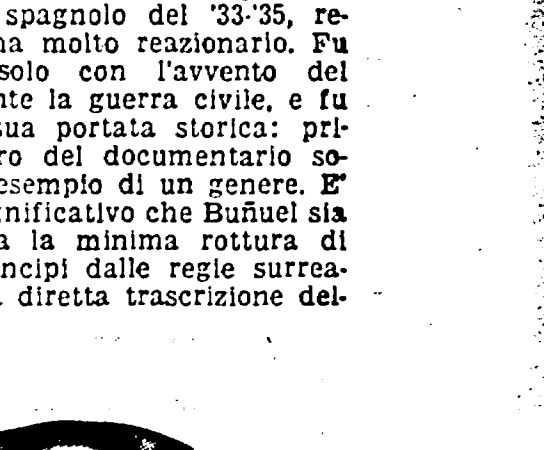 spagnolo del '33-'35, re-
na molto reazionario. Fu
solo con l'avvento del
nte la guerra civile, e fu
sua portata storica: pri-
ro del documentario so-
esempio di un genere. E'
gnificativo che Buñuel sia
a la minima rottura di
ncipi dalle regie surrea-
a diretta trascrizione del-